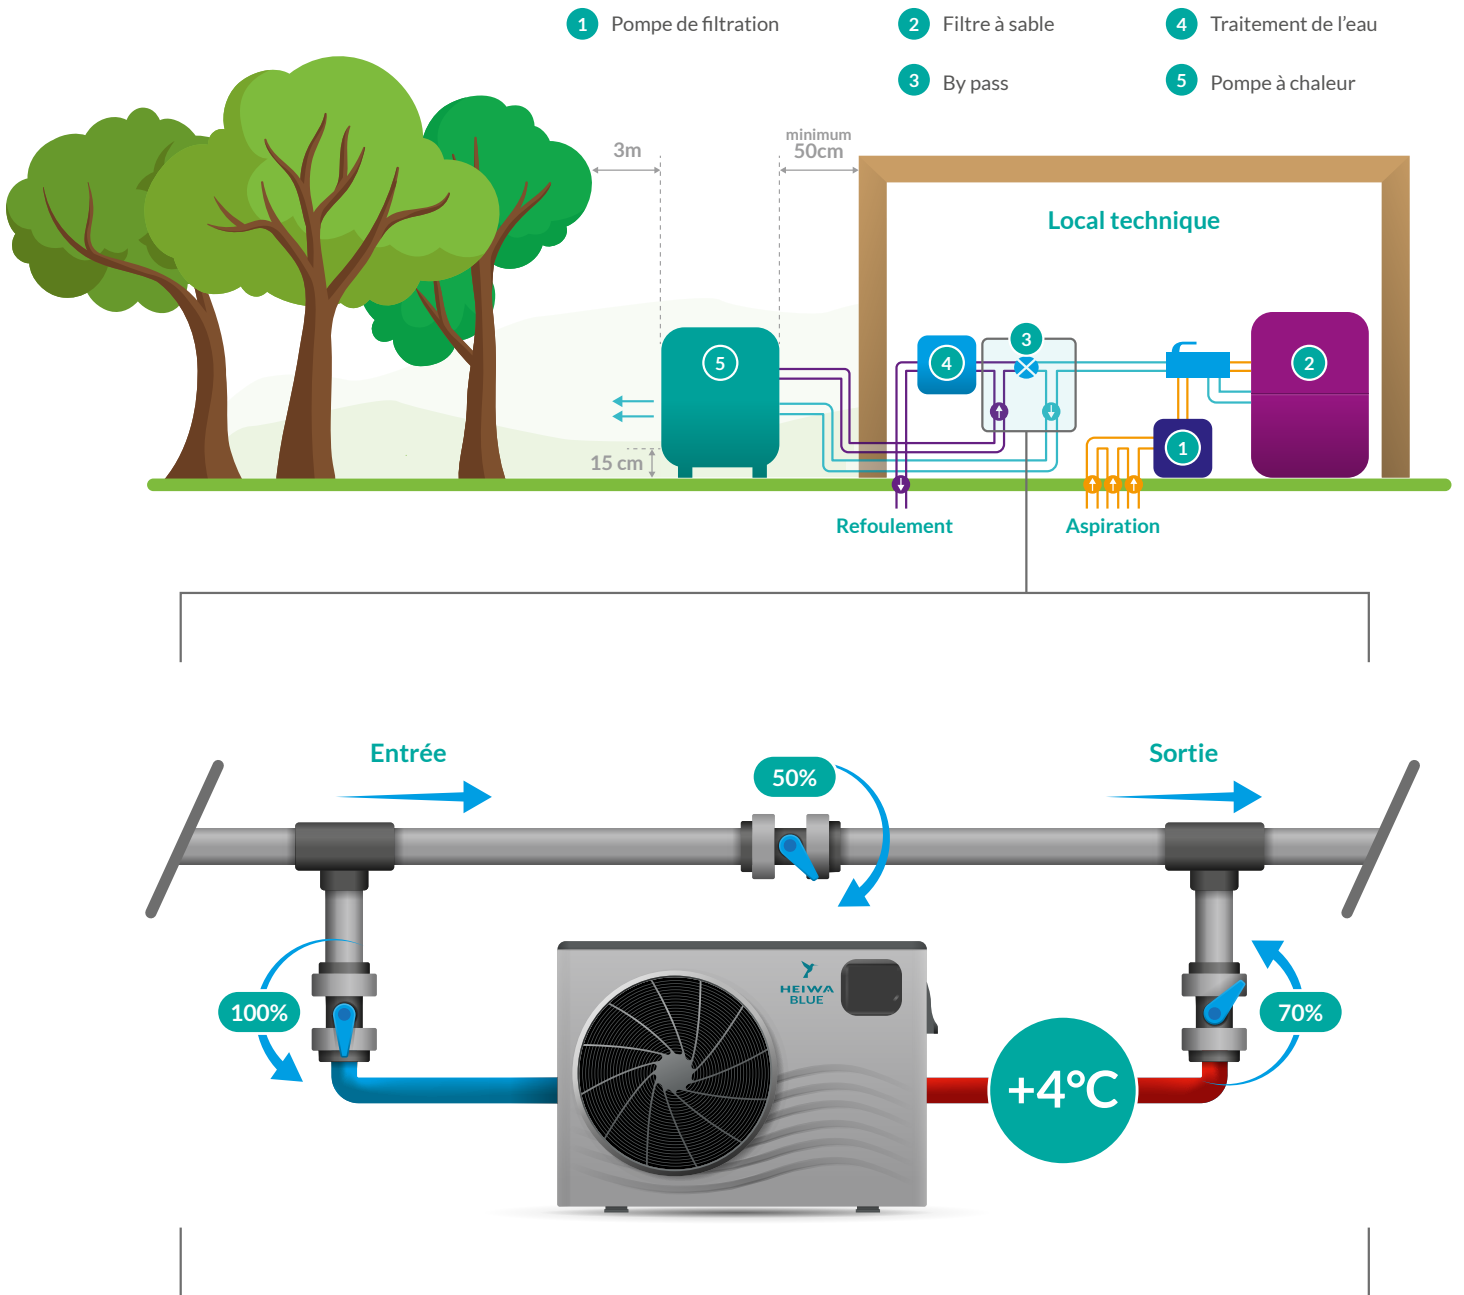 1 Pompe de filtration
2 Filtre à sable
4 Traitement de l'eau
3 By pass
5 Pompe à chaleur
3m
minimum
50cm
Local technique
5
4
3
2
1
15 cm
Refoulement
Aspiration
Entrée
Sortie
50%
100%
70%
HEIWA
BLUE
+4°C